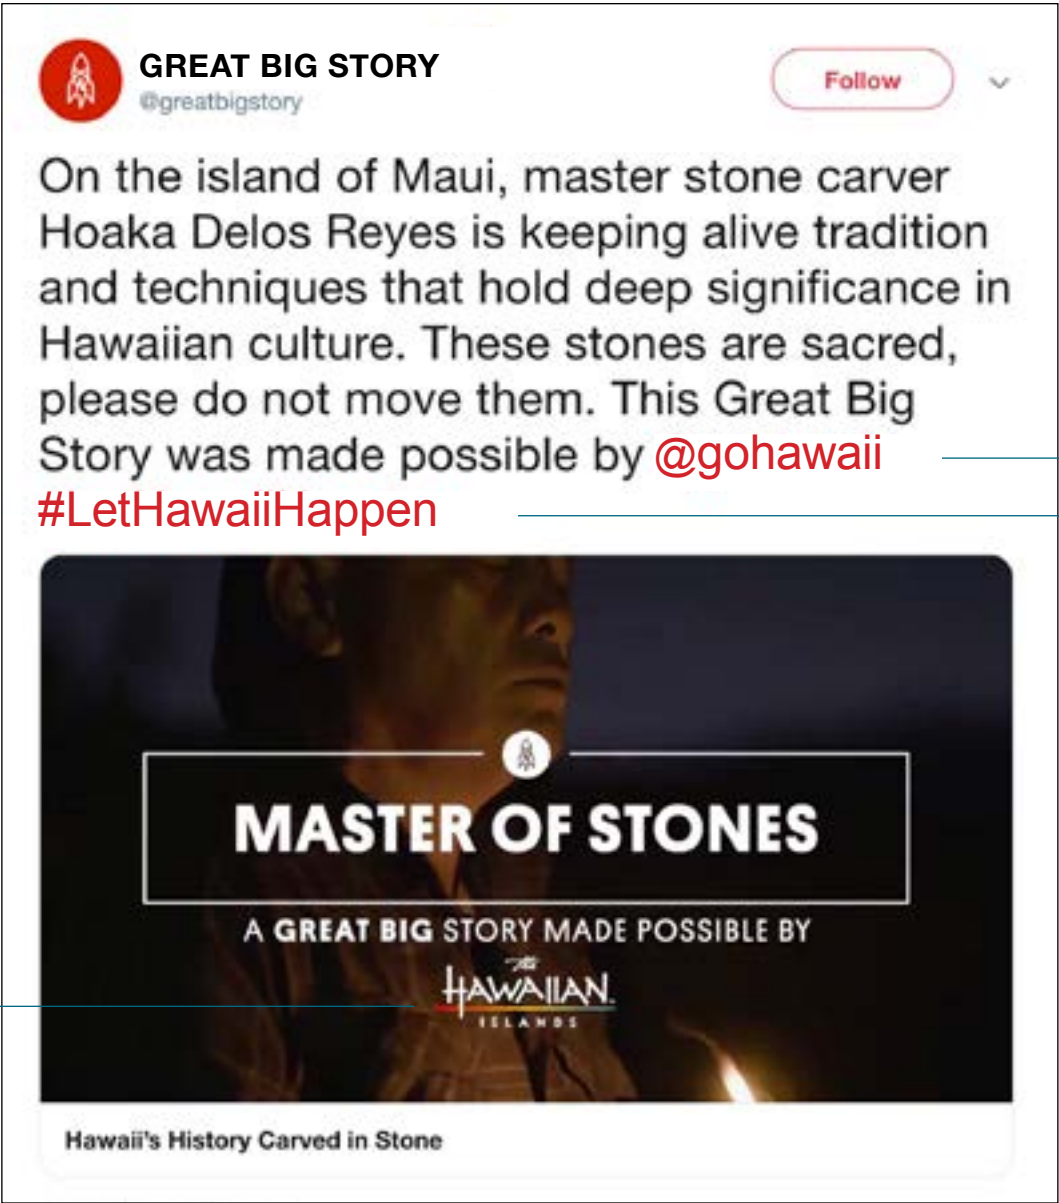 GREAT BIG STORY
@greatbigstory
Follow
On the island of Maui, master stone carver
Hoaka Delos Reyes is keeping alive tradition
and techniques that hold deep significance in
Hawaiian culture. These stones are sacred,
please do not move them. This Great Big
Story was made possible by @gohawaii
#LetHawaiiHappen
MASTER OF STONES
A GREAT BIG STORY MADE POSSIBLE BY
The
HAWAIIAN
ISLANDS
Hawaii's History Carved in Stone